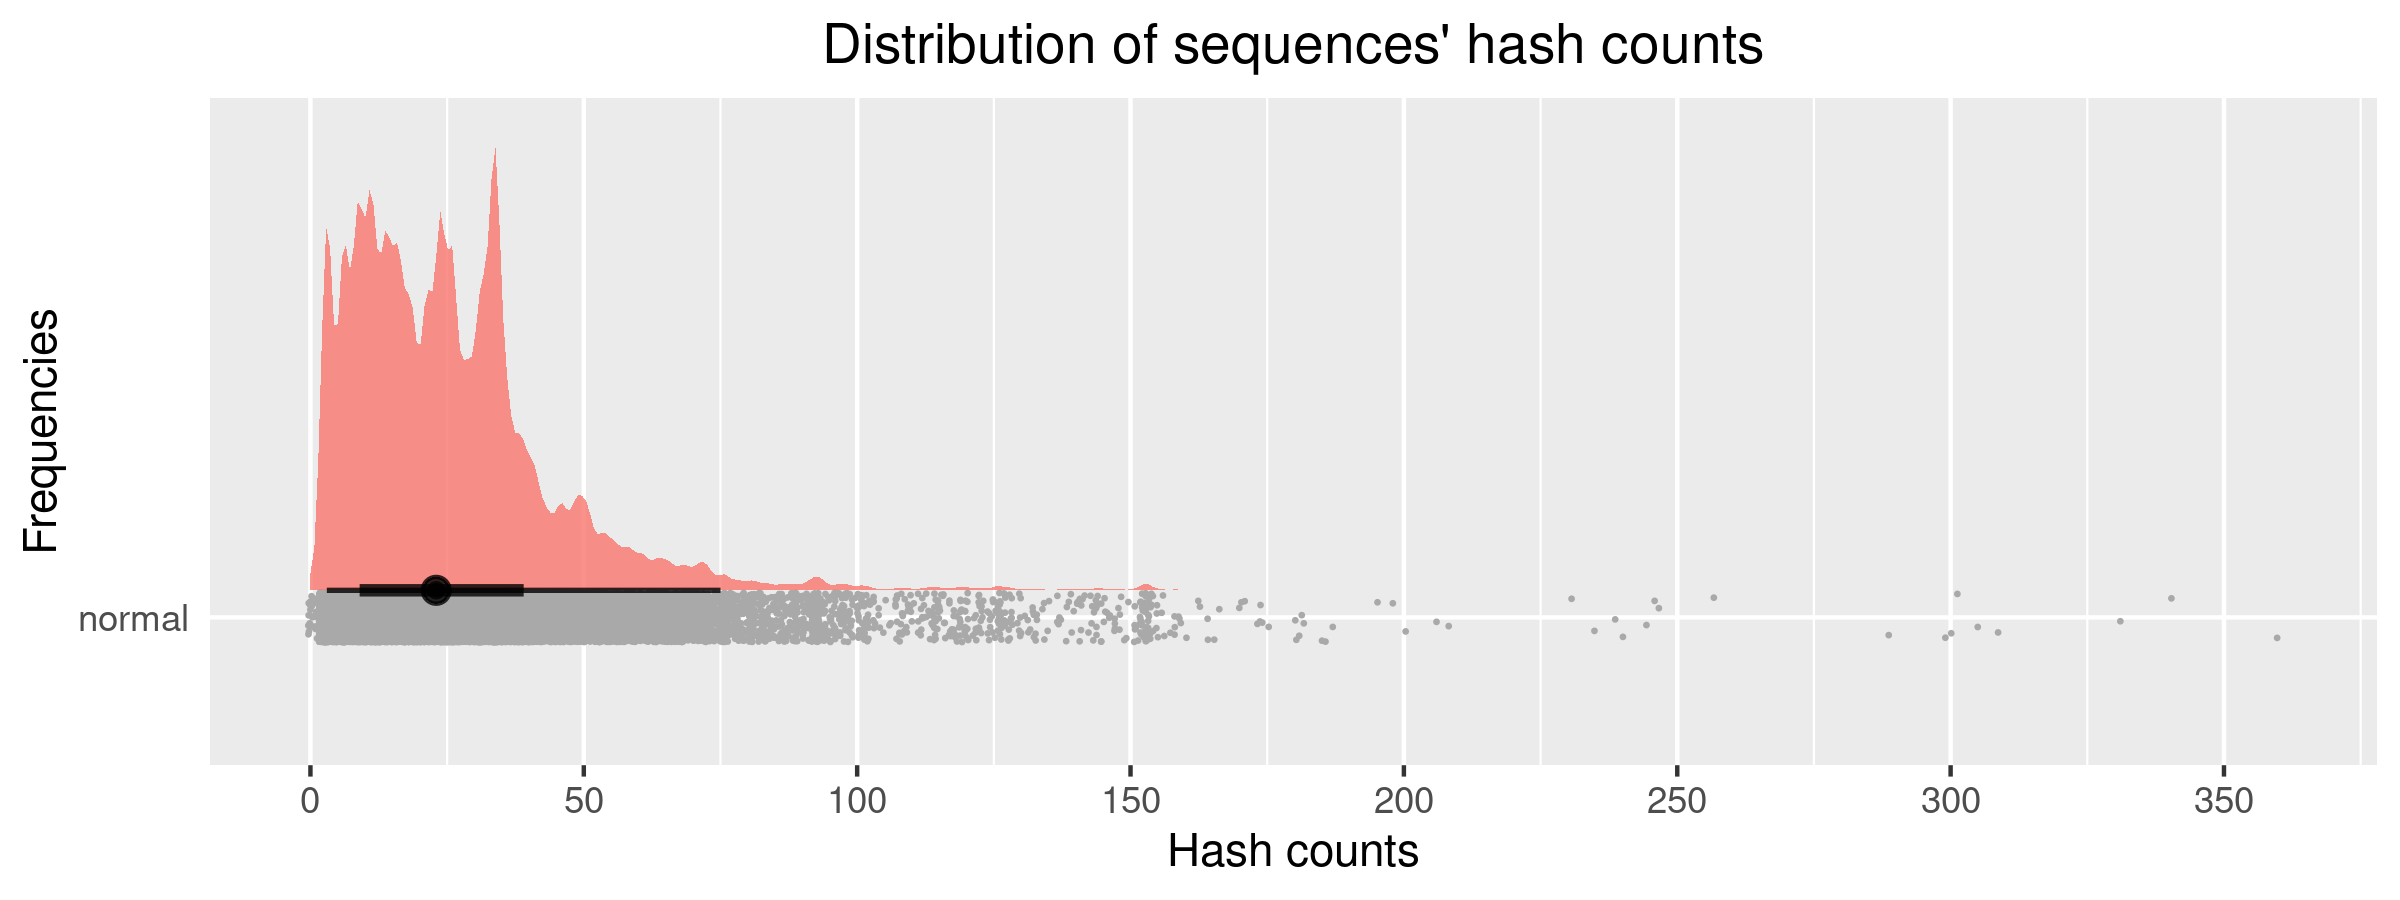 Distribution of sequences' hash counts
Frequencies
normal
0 50 100 150 200 250 300 350
Hash counts